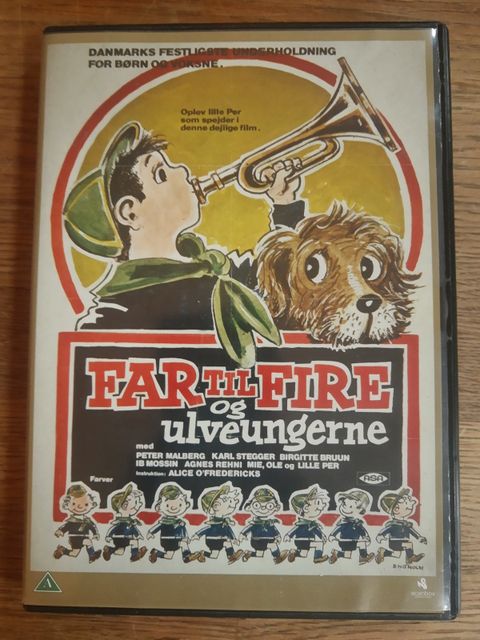 DANMARKS FESTLIGSTE UNDERHOLDNING
FOR BØRN OG VOKSNE.
Oplev lille Per
som spejder i
denne dejlige film.
FAR TIL FIRE
og
ulveungerne
med
PETER MALBERG KARL STEGGER BIRGITTE BRUUN
IB MOSSIN AGNES REHNI MIE, OLE og LILLE PER
Instruktion: ALICE O'FREDERICKS
ASA
Farver
A
scanbox